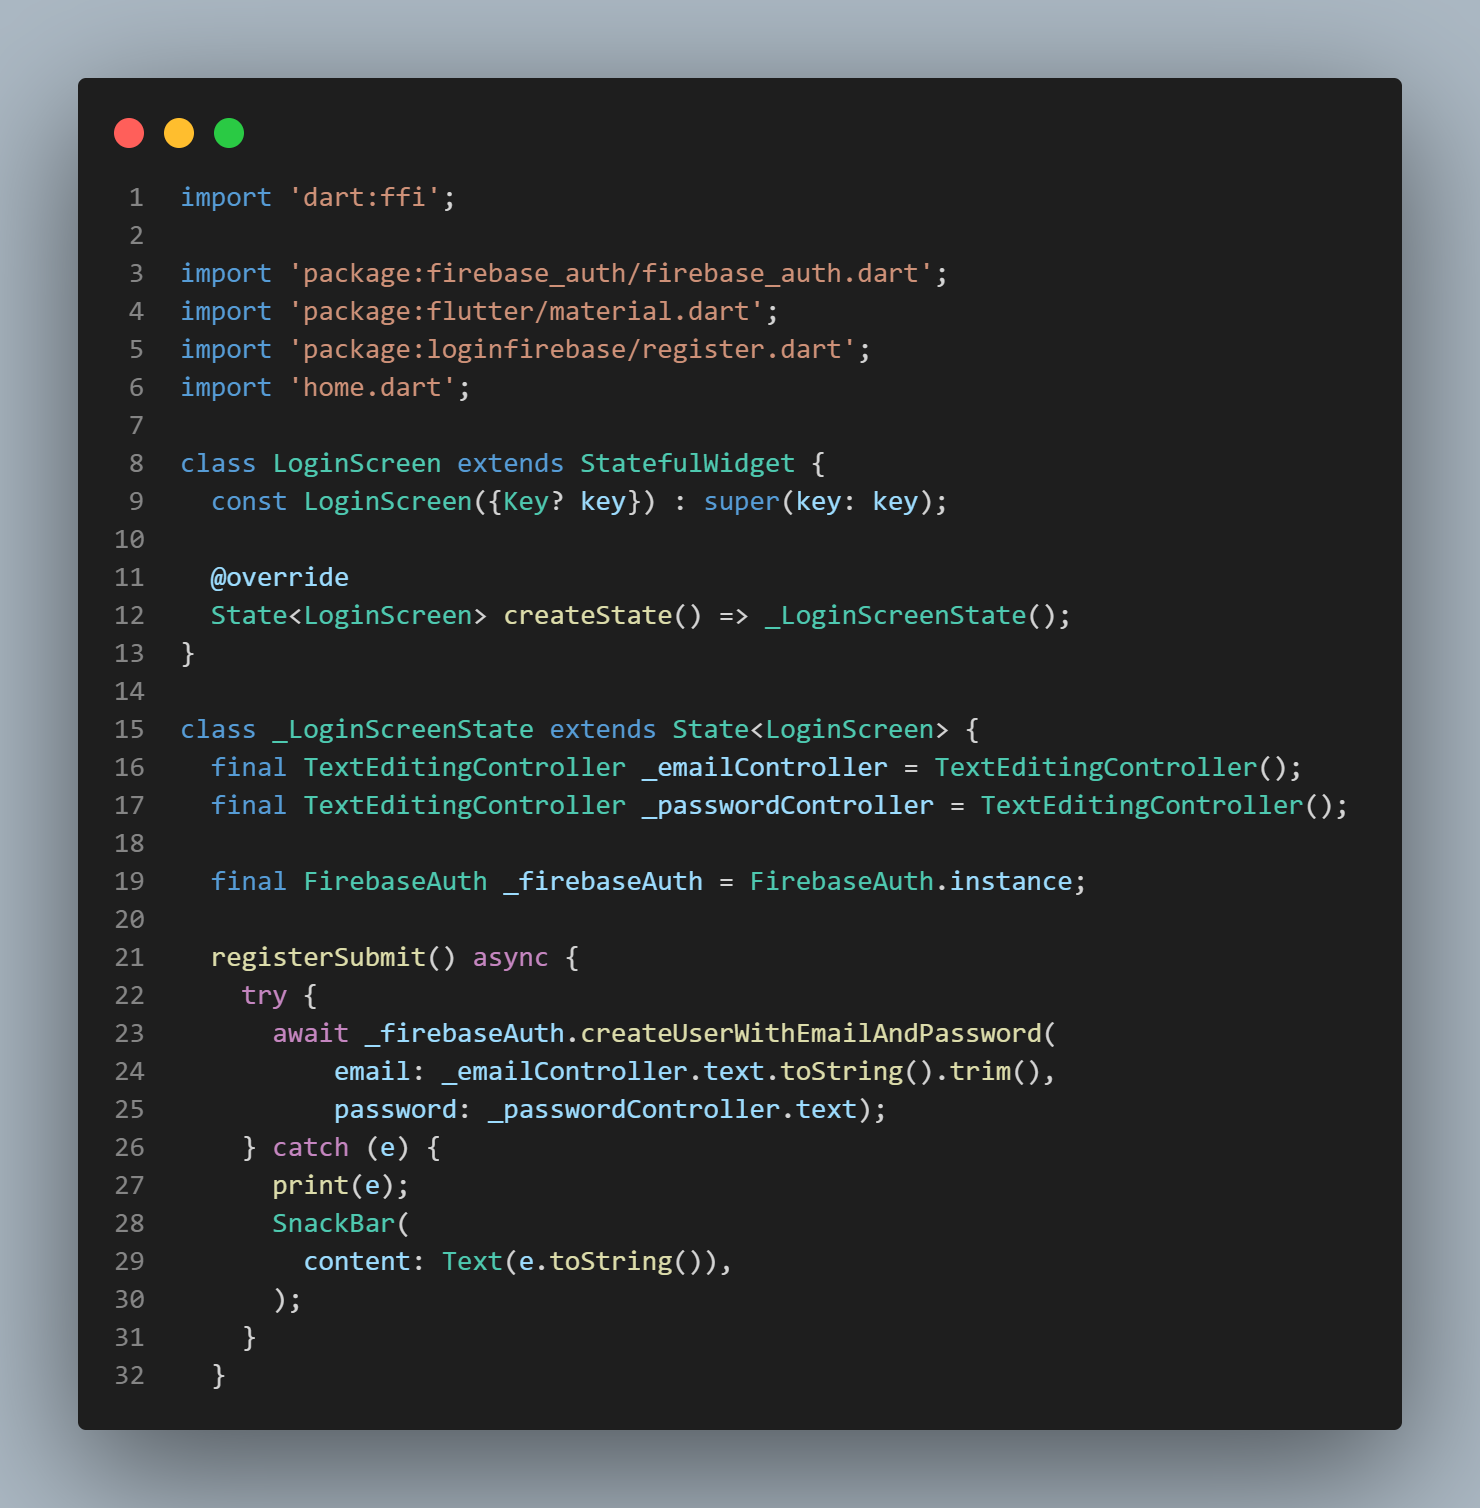 1 import 'dart:ffi';
2
3 import 'package:firebase_auth/firebase_auth.dart';
4 import 'package:flutter/material.dart';
5 import 'package:loginfirebase/register.dart';
6 import 'home.dart';
7
8 class LoginScreen extends StatefulWidget {
9   const LoginScreen({Key? key}) : super(key: key);
10
11   @override
12   State<LoginScreen> createState() => _LoginScreenState();
13 }
14
15 class _LoginScreenState extends State<LoginScreen> {
16   final TextEditingController _emailController = TextEditingController();
17   final TextEditingController _passwordController = TextEditingController();
18
19   final FirebaseAuth _firebaseAuth = FirebaseAuth.instance;
20
21   registerSubmit() async {
22     try {
23       await _firebaseAuth.createUserWithEmailAndPassword(
24           email: _emailController.text.toString().trim(),
25           password: _passwordController.text);
26     } catch (e) {
27       print(e);
28       SnackBar(
29         content: Text(e.toString()),
30       );
31     }
32   }